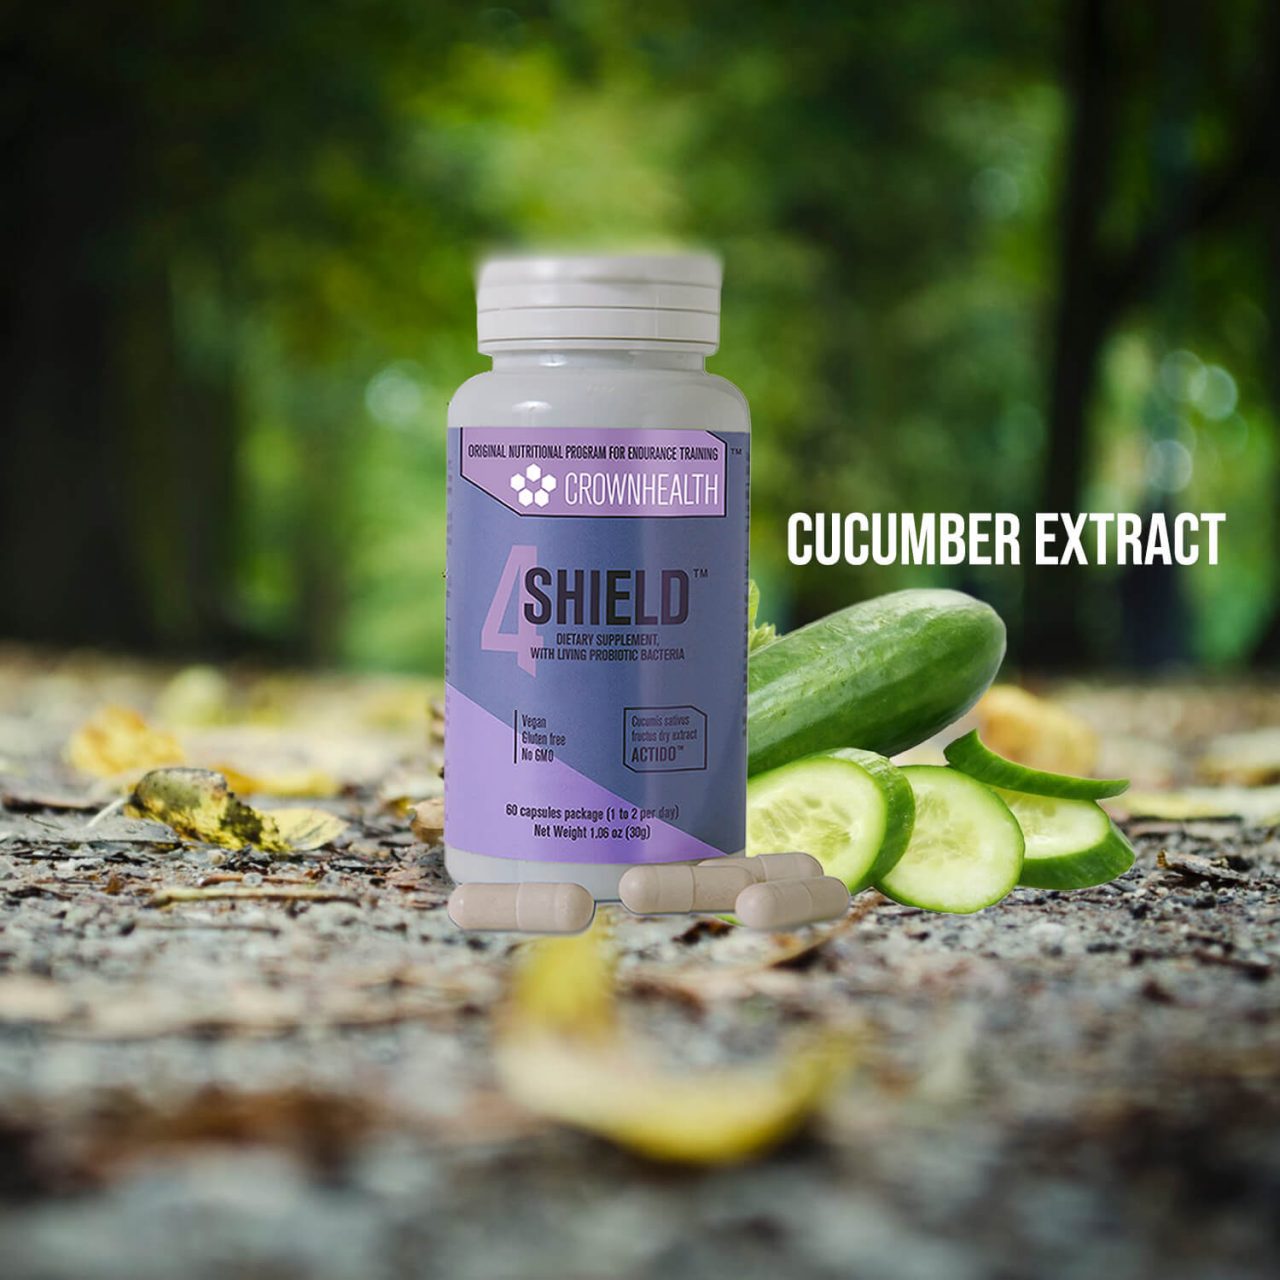 ORIGINAL NUTRITIONAL PROGRAM FOR ENDURANCE TRAINING ™
CROWNHEALTH
CUCUMBER EXTRACT
4SHIELD™
DIETARY SUPPLEMENT,
WITH LIVING PROBIOTIC BACTERIA
Vegan
Gluten free
No GMO
Cucumis sativus
fructus dry extract
ACTIDO™
60 capsules package (1 to 2 per day)
Net Weight 1.06 oz (30g)